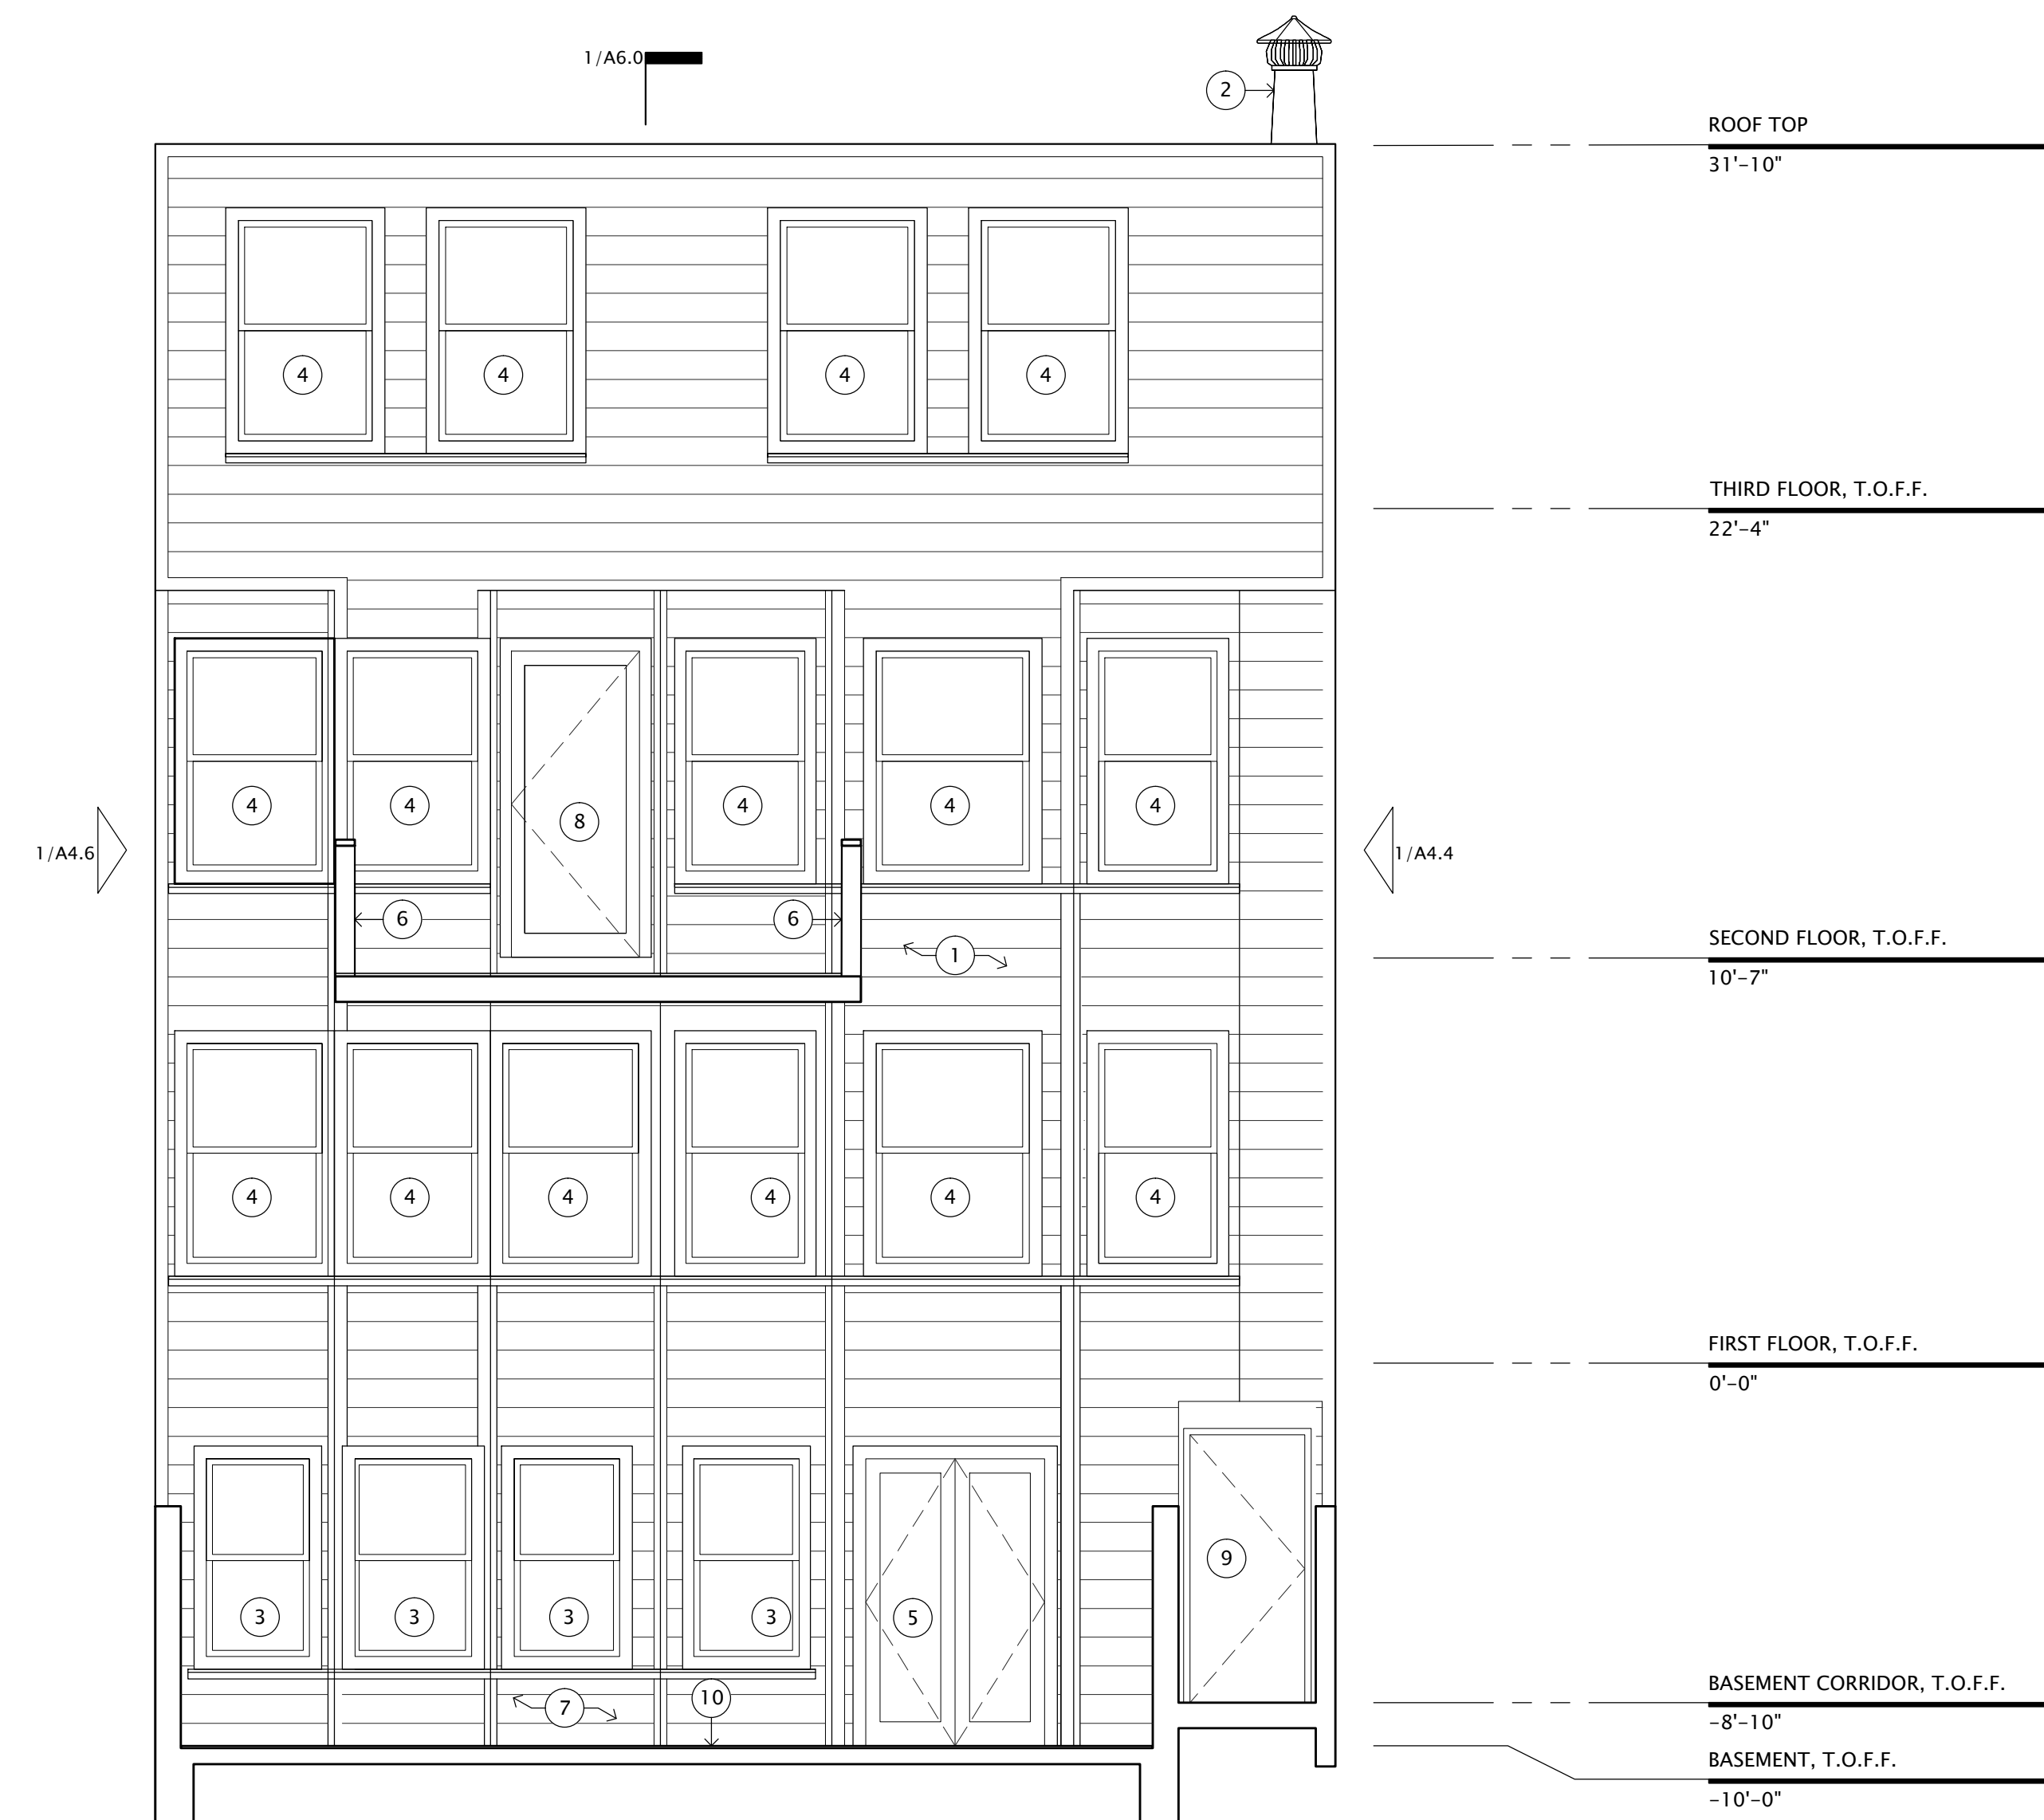 1/A6.0
2
ROOF TOP
31'-10"
4 4 4 4
THIRD FLOOR, T.O.F.F.
22'-4"
4 4 8 4 4 4
1/A4.6
1/A4.4
6 6 1
SECOND FLOOR, T.O.F.F.
10'-7"
4 4 4 4 4 4
FIRST FLOOR, T.O.F.F.
0'-0"
9
3 3 3 3 5
BASEMENT CORRIDOR, T.O.F.F.
-8'-10"
7 10
BASEMENT, T.O.F.F.
-10'-0"